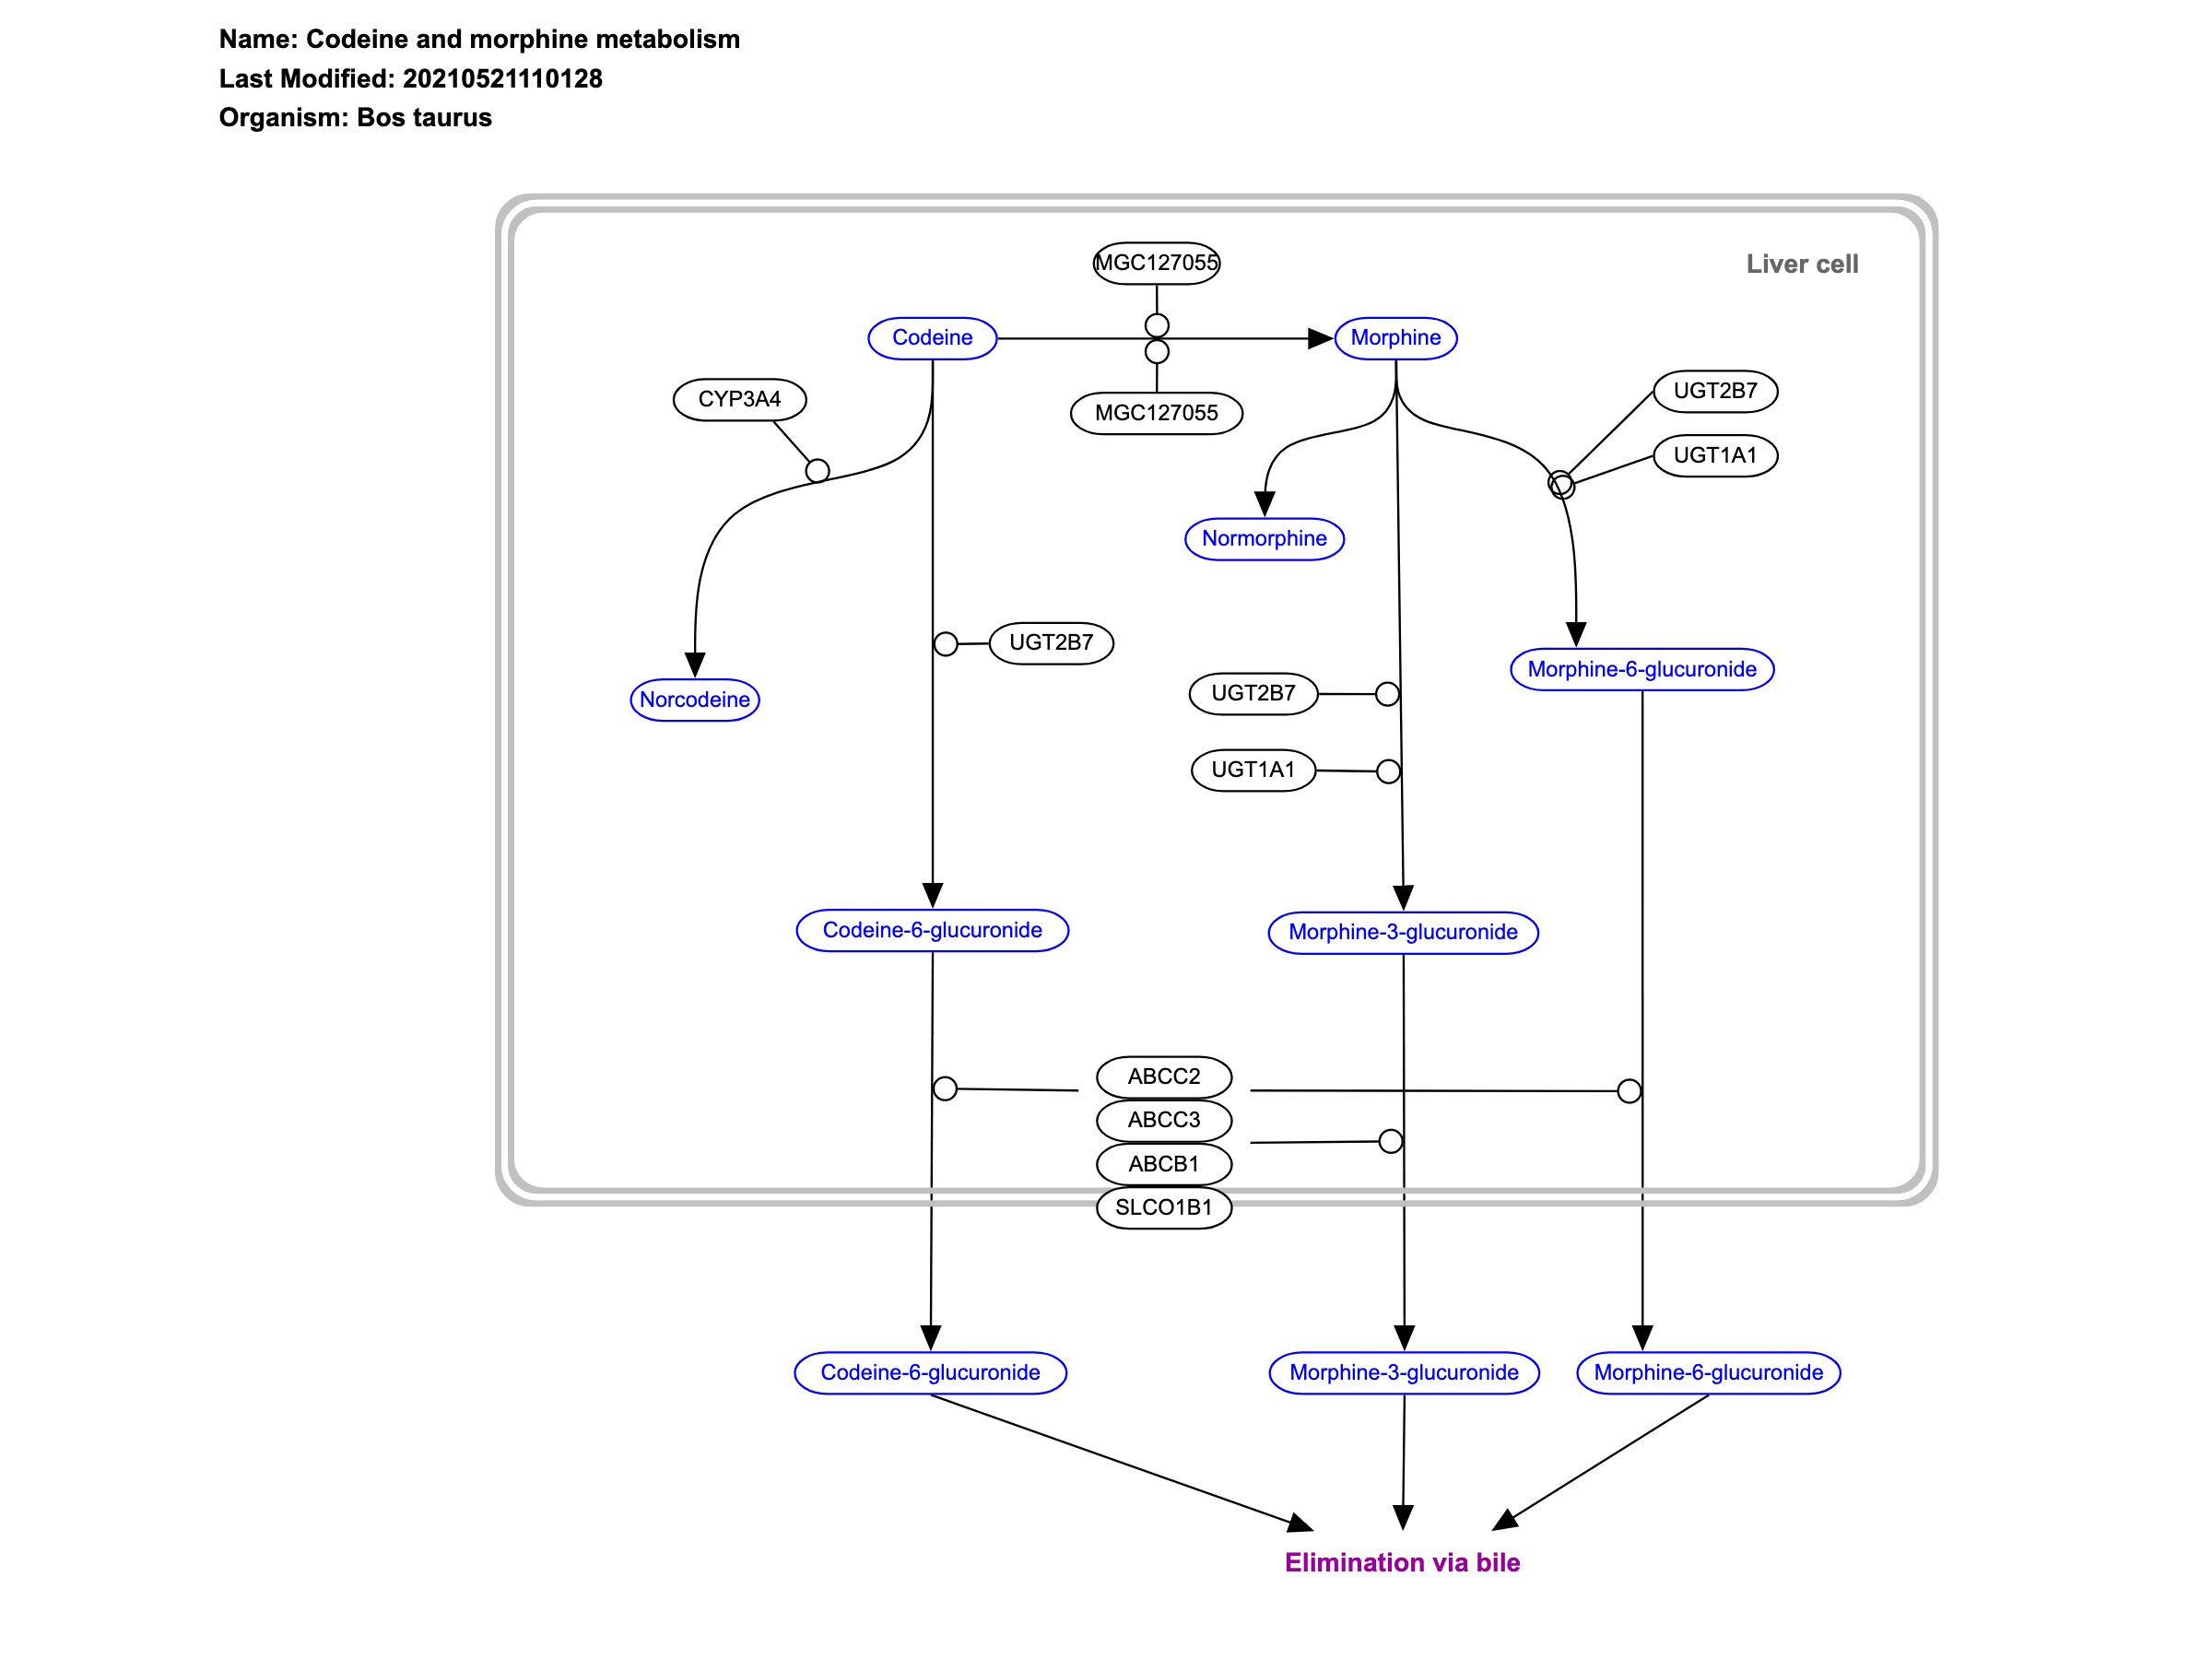 Name: Codeine and morphine metabolism
Last Modified: 20210521110128
Organism: Bos taurus
MGC127055
Liver cell
Codeine
Morphine
CYP3A4
MGC127055
UGT2B7
UGT1A1
Normorphine
UGT2B7
Morphine-6-glucuronide
Norcodeine
UGT2B7
UGT1A1
Codeine-6-glucuronide
Morphine-3-glucuronide
ABCC2
ABCC3
ABCB1
SLCO1B1
Codeine-6-glucuronide
Morphine-3-glucuronide
Morphine-6-glucuronide
Elimination via bile